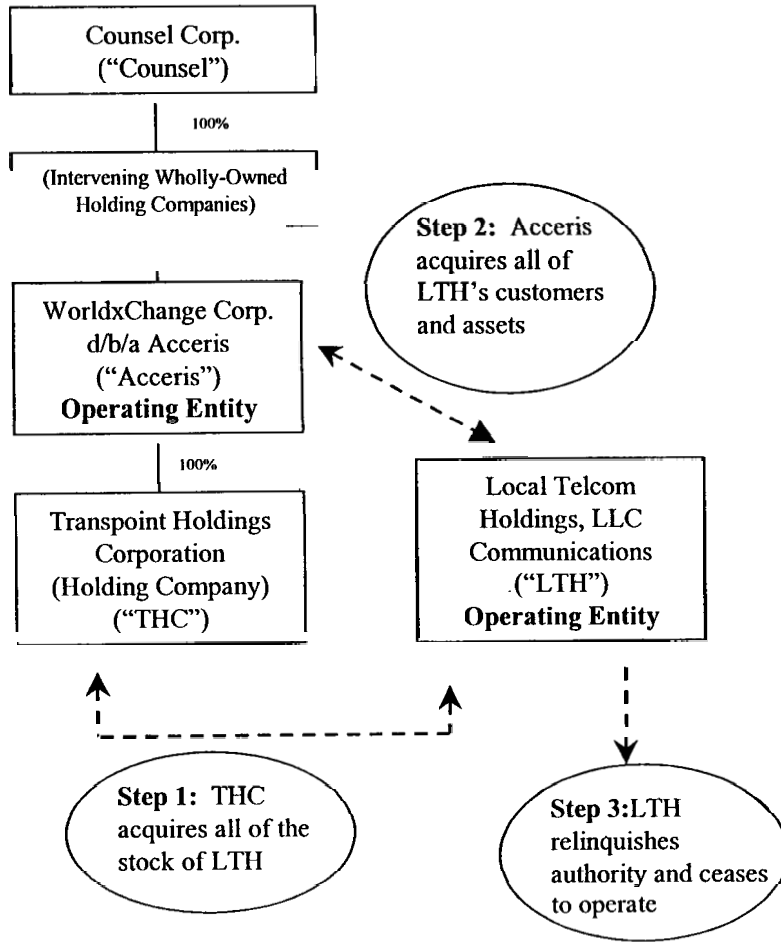 Counsel Corp.
(“Counsel”)
100%
(Intervening Wholly-Owned
Holding Companies)
WorldxChange Corp.
d/b/a Acceris
(“Acceris”)
Operating Entity
100%
Transpoint Holdings
Corporation
(Holding Company)
(“THC”)
Step 2: Acceris
acquires all of
LTH’s customers
and assets
Local Telcom
Holdings, LLC
Communications
(“LTH”)
Operating Entity
Step 1: THC
acquires all of the
stock of LTH
Step 3:LTH
relinquishes
authority and ceases
to operate